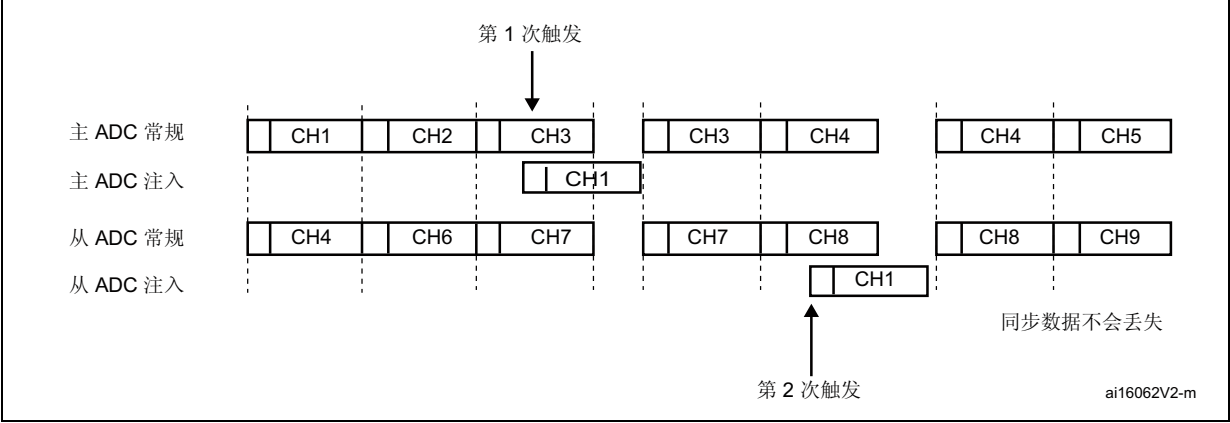 第 1 次触发
主 ADC 常规 CH1 CH2 CH3 CH3 CH4 CH4 CH5
主 ADC 注入 CH1
从 ADC 常规 CH4 CH6 CH7 CH7 CH8 CH8 CH9
从 ADC 注入 CH1
同步数据不会丢失
第 2 次触发
ai16062V2-m